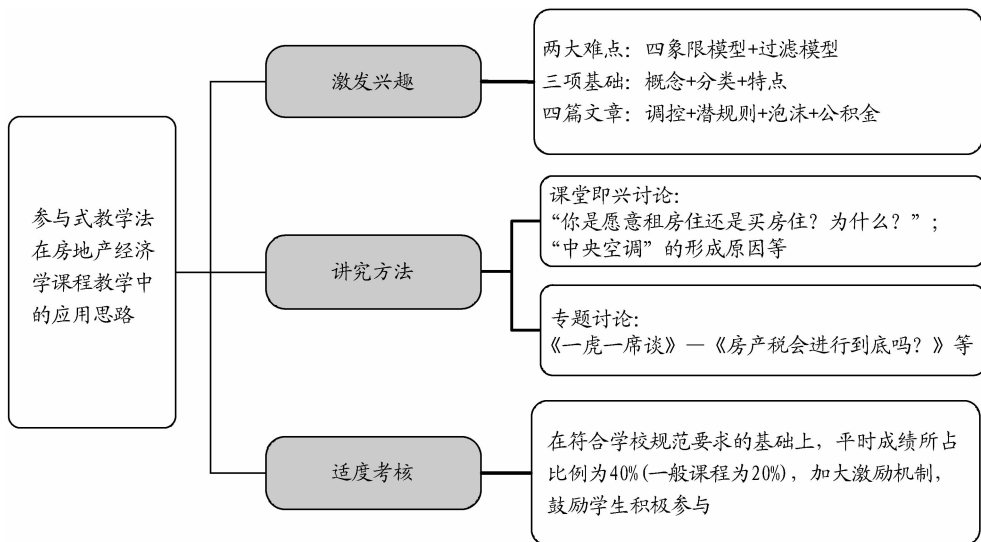 参与式教学法
在房地产经济
学课程教学中
的应用思路
激发兴趣
两大难点：四象限模型+过滤模型
三项基础：概念+分类+特点
四篇文章：调控+潜规则+泡沫+公积金
讲究方法
课堂即兴讨论：
“你是愿意租房住还是买房住？为什么？”；
“中央空调”的形成原因等
专题讨论：
《一虎一席谈》—《房产税会进行到底吗？》等
适度考核
在符合学校规范要求的基础上，平时成绩所占
比例为40%(一般课程为20%)，加大激励机制，
鼓励学生积极参与